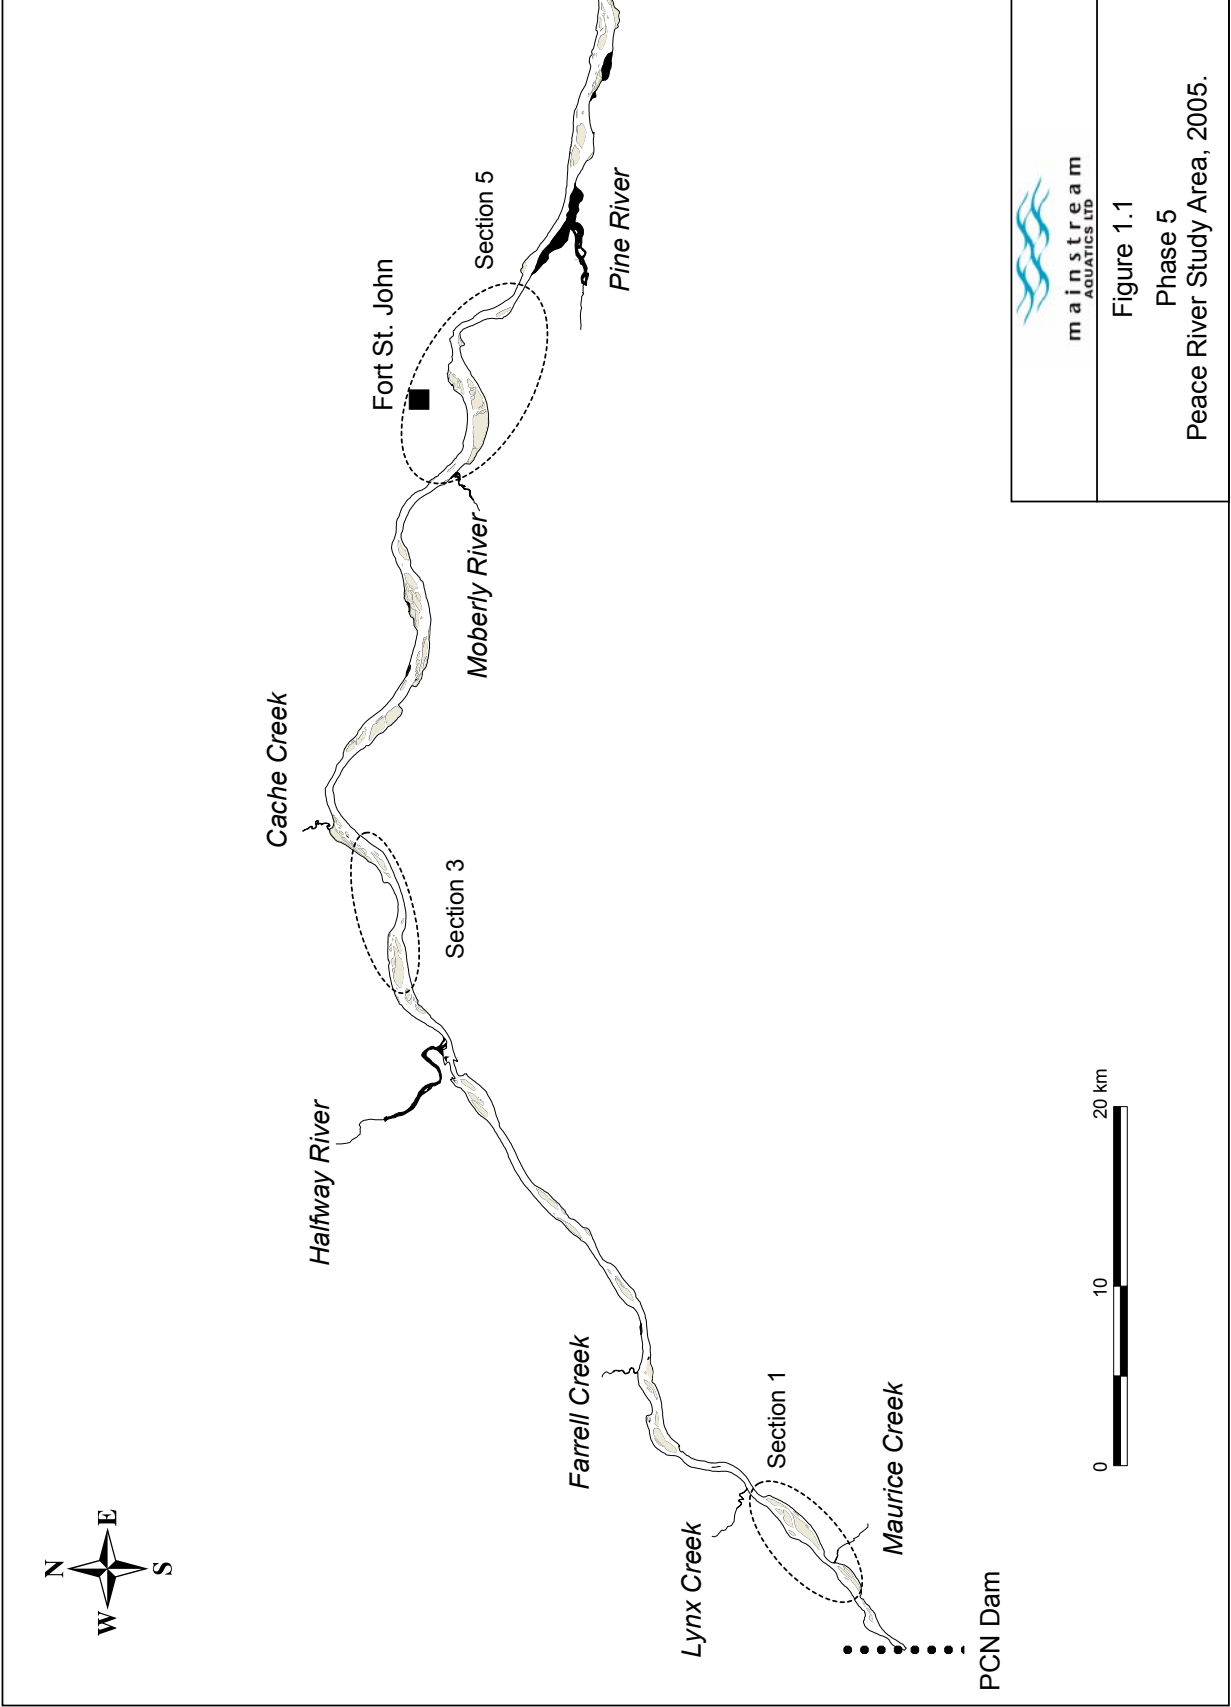 N
W E
S
Fort St. John
Section 5
Pine River
Cache Creek
Moberly River
Section 3
Halfway River
Farrell Creek
Section 1
Lynx Creek
Maurice Creek
PCN Dam
0 10 20 km
mainstream
AQUATICS LTD
Figure 1.1
Phase 5
Peace River Study Area, 2005.